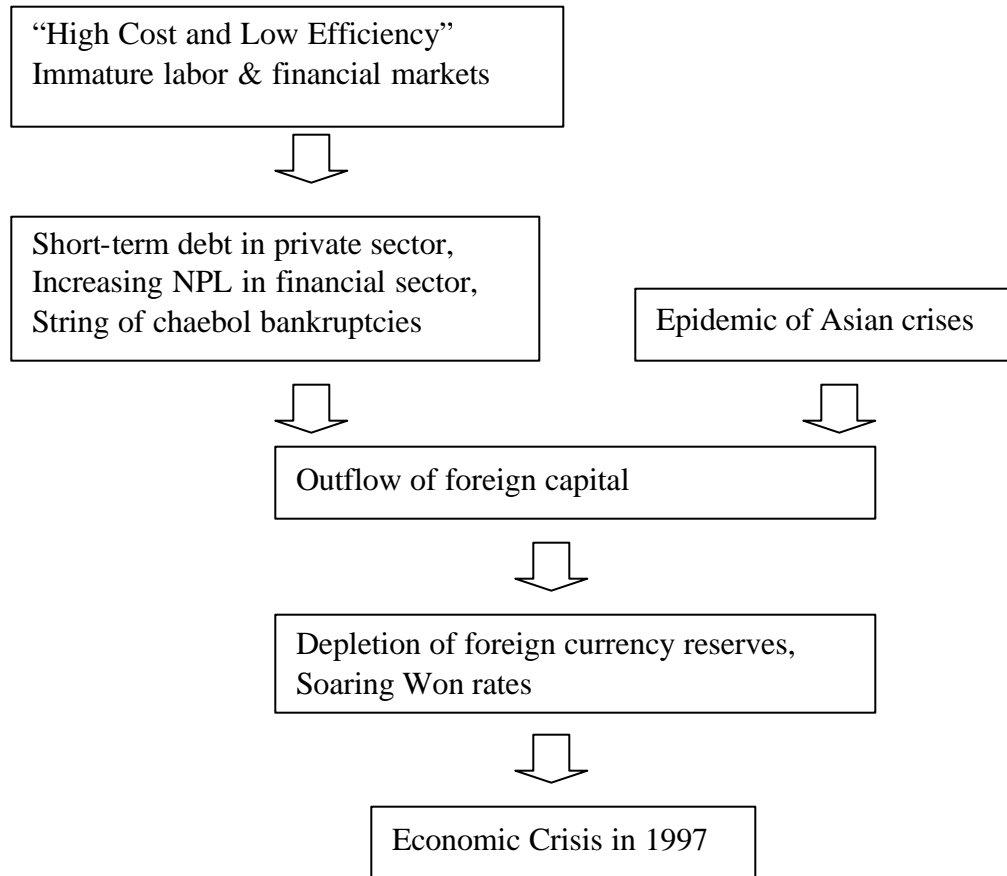 “High Cost and Low Efficiency”
Immature labor & financial markets
Short-term debt in private sector,
Increasing NPL in financial sector,
String of chaebol bankruptcies
Epidemic of Asian crises
Outflow of foreign capital
Depletion of foreign currency reserves,
Soaring Won rates
Economic Crisis in 1997